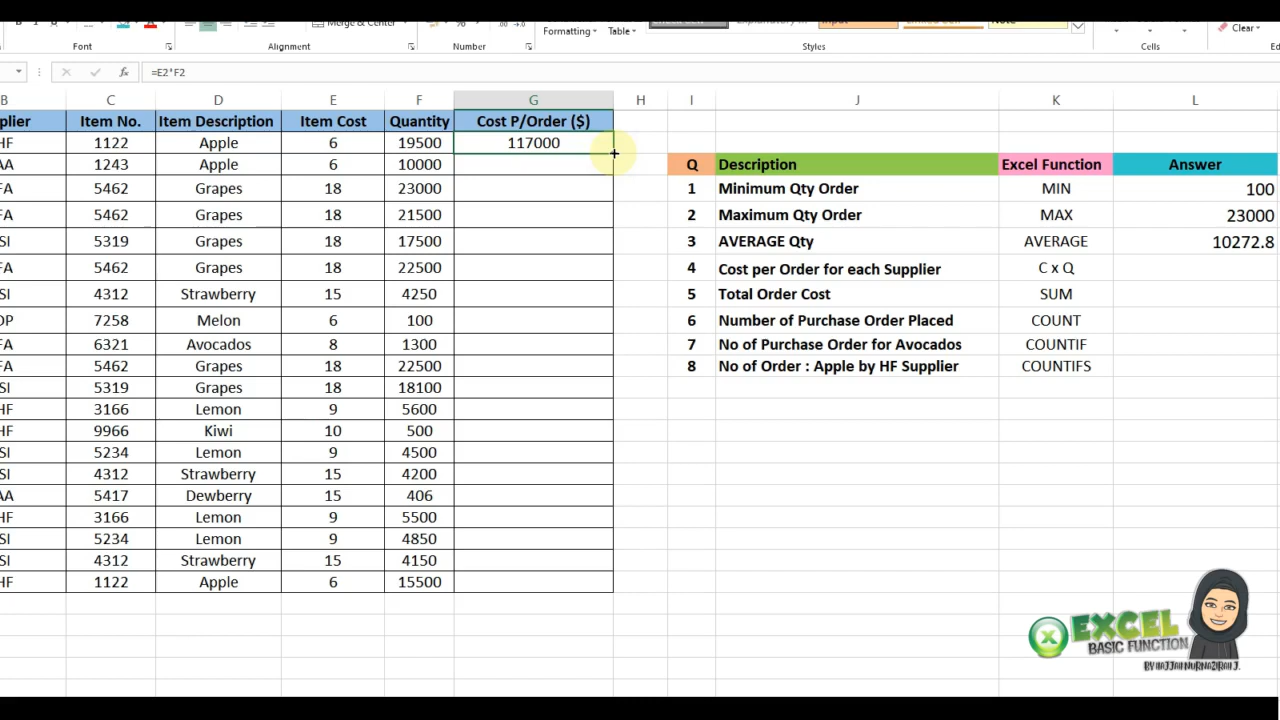 Merge & Center
Formatting Table Clear
Font Alignment Number Styles Cells
fx =E2*F2
B C D E F G H I J K L
plier Item No. Item Description Item Cost Quantity Cost P/Order ($)
HF 1122 Apple 6 19500 117000
AA 1243 Apple 6 10000 Q Description Excel Function Answer
FA 5462 Grapes 18 23000 1 Minimum Qty Order MIN 100
FA 5462 Grapes 18 21500 2 Maximum Qty Order MAX 23000
SI 5319 Grapes 18 17500 3 AVERAGE Qty AVERAGE 10272.8
FA 5462 Grapes 18 22500 4 Cost per Order for each Supplier C x Q
SI 4312 Strawberry 15 4250 5 Total Order Cost SUM
OP 7258 Melon 6 100 6 Number of Purchase Order Placed COUNT
FA 6321 Avocados 8 1300 7 No of Purchase Order for Avocados COUNTIF
FA 5462 Grapes 18 22500 8 No of Order : Apple by HF Supplier COUNTIFS
SI 5319 Grapes 18 18100
HF 3166 Lemon 9 5600
HF 9966 Kiwi 10 500
SI 5234 Lemon 9 4500
SI 4312 Strawberry 15 4200
AA 5417 Dewberry 15 406
HF 3166 Lemon 9 5500
SI 5234 Lemon 9 4850
SI 4312 Strawberry 15 4150
HF 1122 Apple 6 15500
EXCEL
BASIC FUNCTION